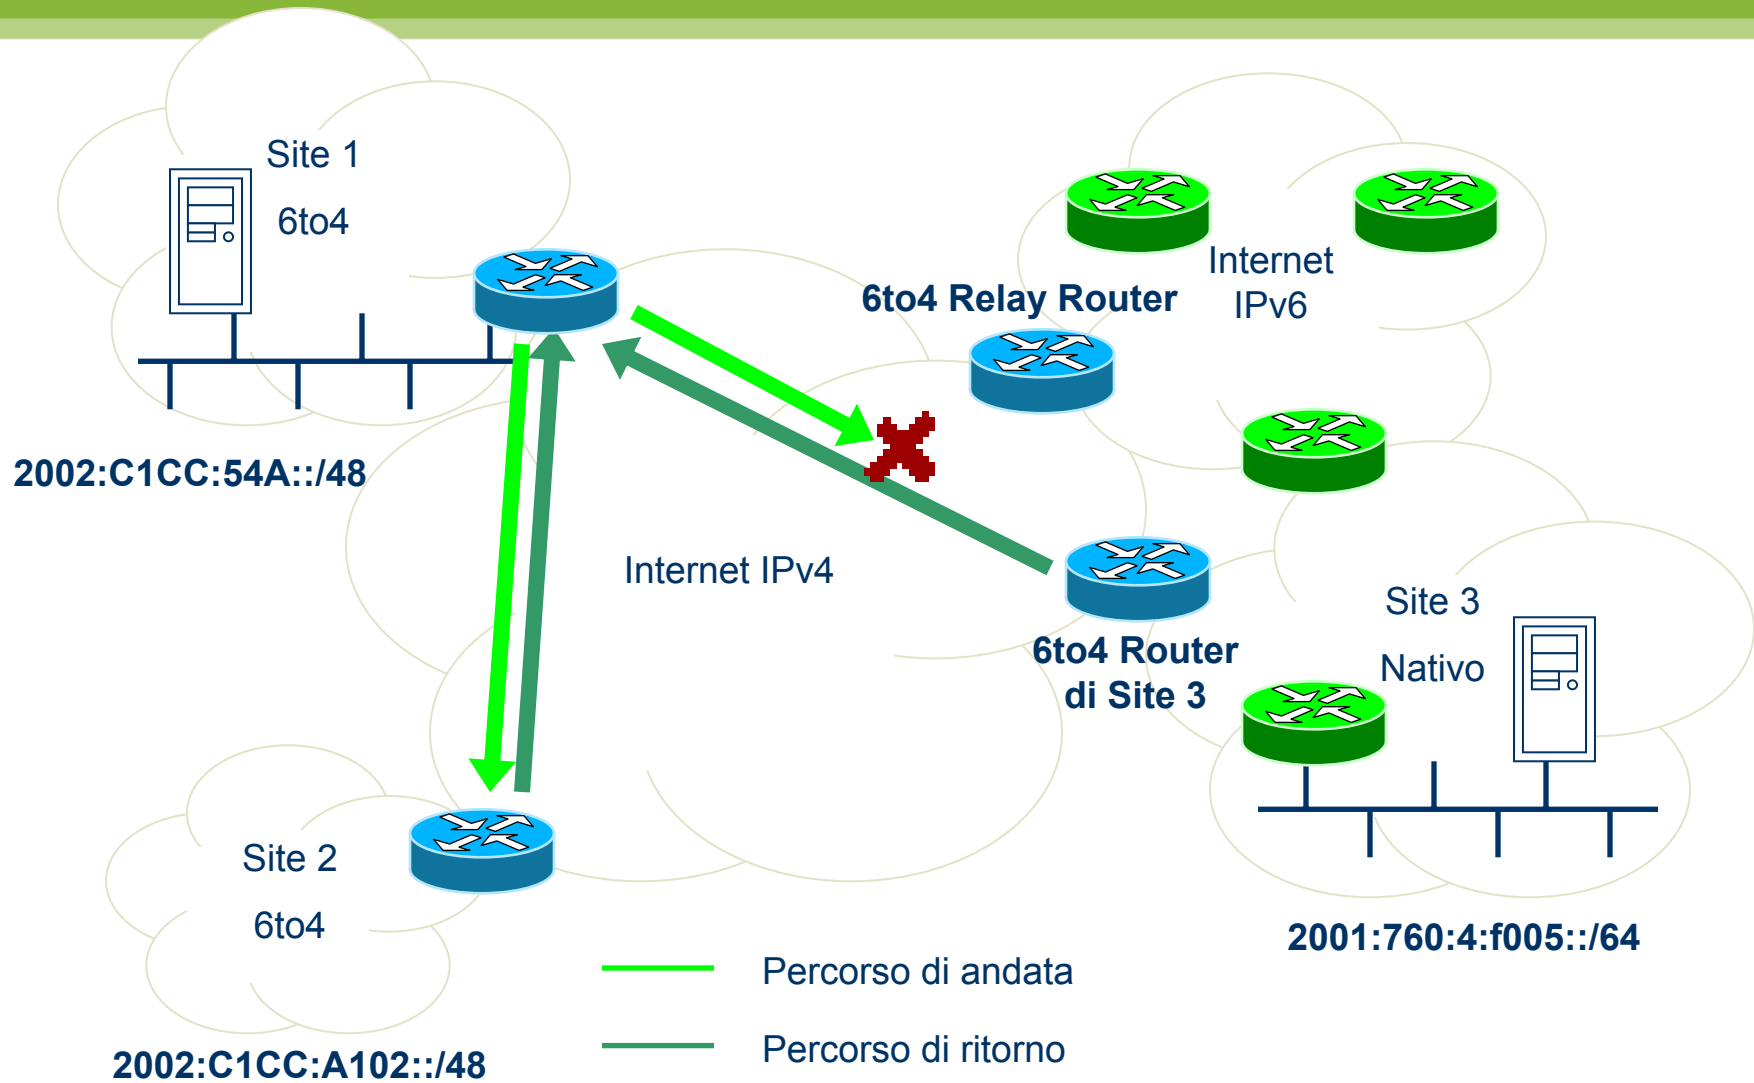 Site 1
6to4
2002:C1CC:54A::/48
6to4 Relay Router
Internet
IPv6
Internet IPv4
6to4 Router
di Site 3
Site 3
Nativo
2001:760:4:f005::/64
Site 2
6to4
2002:C1CC:A102::/48
Percorso di andata
Percorso di ritorno